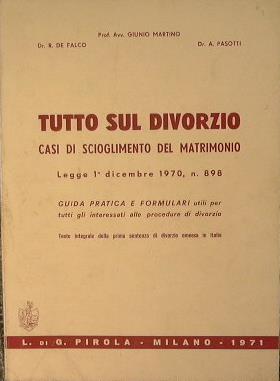 Prof. Avv. GIUNIO MARTINO
Dr. R. DE FALCO
Dr. A. PASOTTI
TUTTO SUL DIVORZIO
CASI DI SCIOGLIMENTO DEL MATRIMONIO
Legge 1° dicembre 1970, n. 898
GUIDA PRATICA E FORMULARI utili per
tutti gli interessati alle procedure di divorzio
Testo integrale della prima sentenza di divorzio emessa in Italia
L. DI G. PIROLA - MILANO - 1971